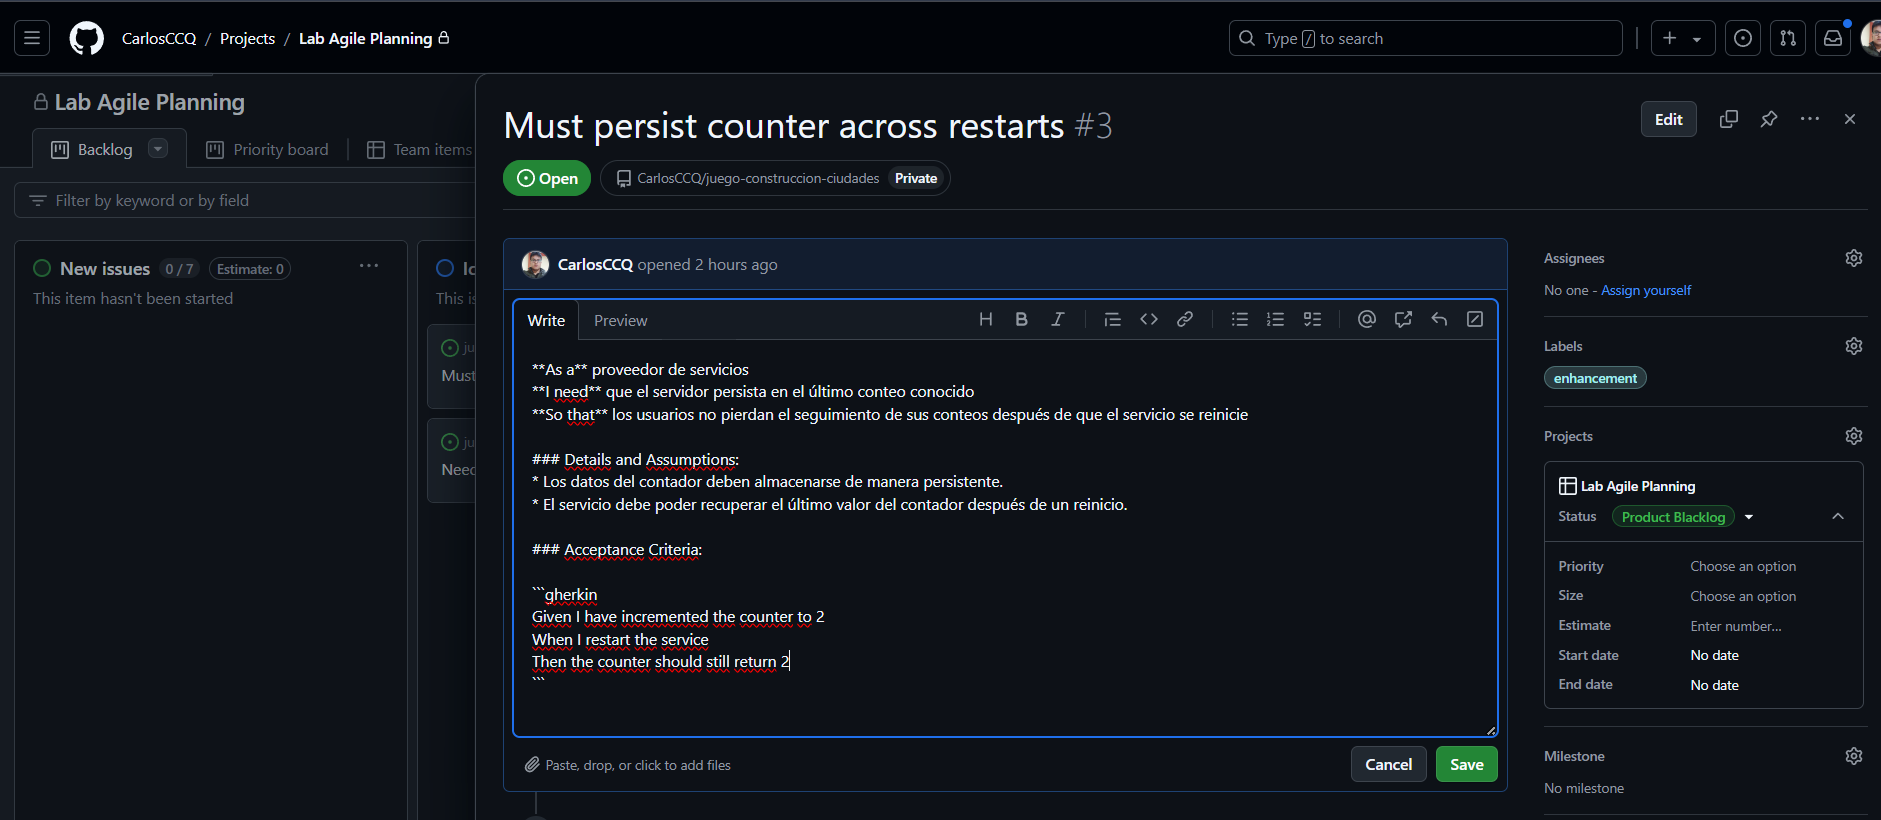 CarlosCCQ / Projects / Lab Agile Planning
Type / to search
Lab Agile Planning
Backlog
Priority board
Team items
Filter by keyword or by field
New issues 0 / 7 Estimate: 0
This item hasn't been started
This is
Must
Need
Must persist counter across restarts #3
Edit
Open
CarlosCCQ/juego-construccion-ciudades Private
CarlosCCQ opened 2 hours ago
Write Preview
**As a** proveedor de servicios
**I need** que el servidor persista en el último conteo conocido
**So that** los usuarios no pierdan el seguimiento de sus conteos después de que el servicio se reinicie
### Details and Assumptions:
* Los datos del contador deben almacenarse de manera persistente.
* El servicio debe poder recuperar el último valor del contador después de un reinicio.
### Acceptance Criteria:
```gherkin
Given I have incremented the counter to 2
When I restart the service
Then the counter should still return 2
```
Paste, drop, or click to add files
Cancel Save
Assignees
No one - Assign yourself
Labels
enhancement
Projects
Lab Agile Planning
Status Product Blacklog
Priority Choose an option
Size Choose an option
Estimate Enter number...
Start date No date
End date No date
Milestone
No milestone